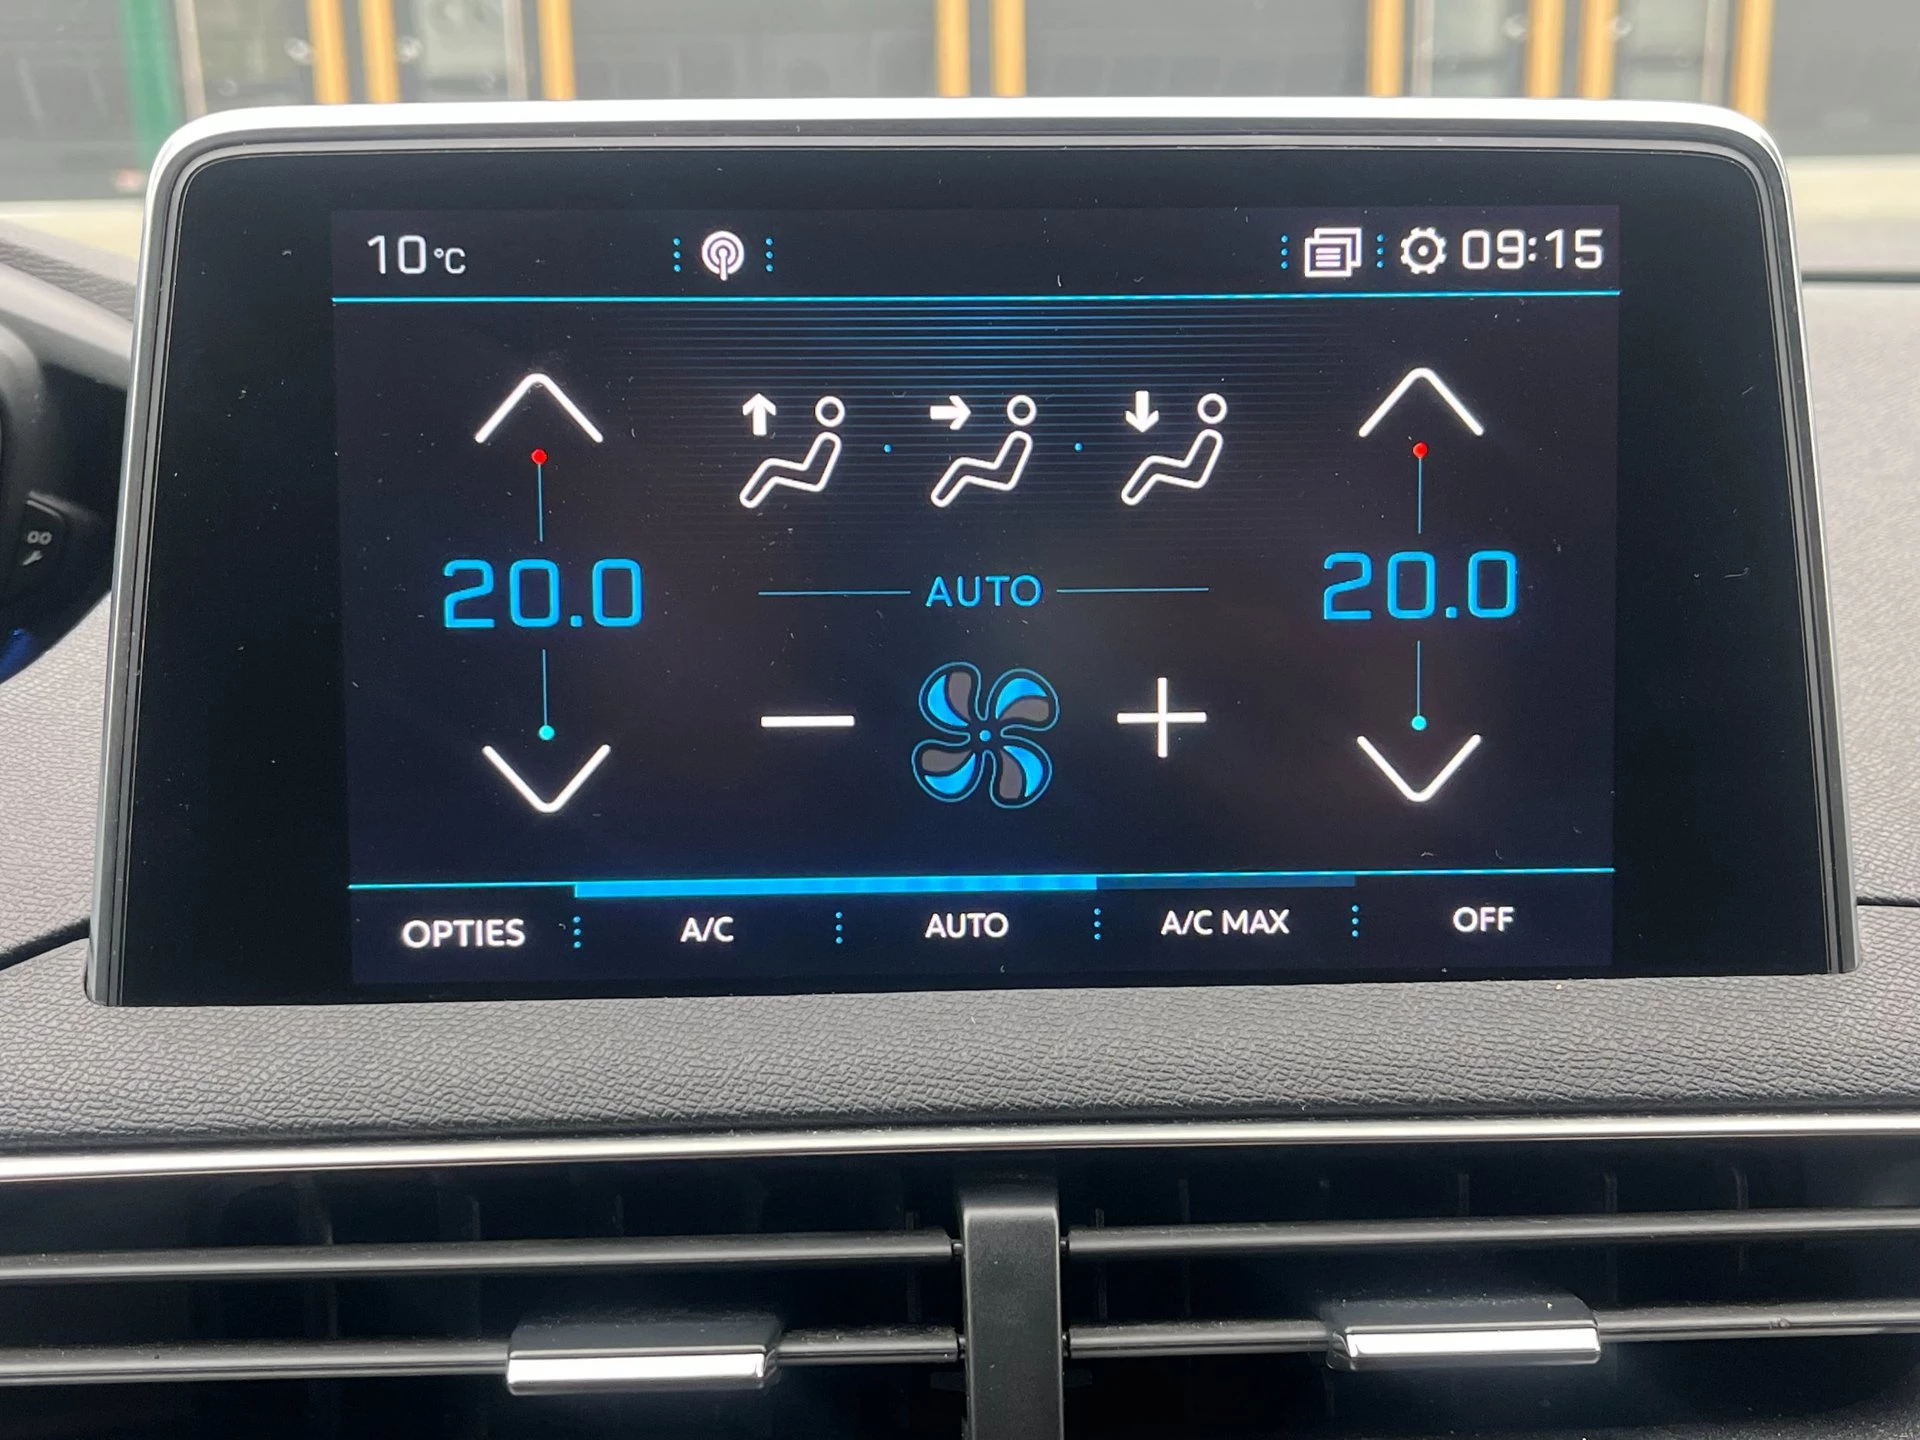 10°C
09:15
20.0
AUTO
20.0
OPTIES
A/C
AUTO
A/C MAX
OFF